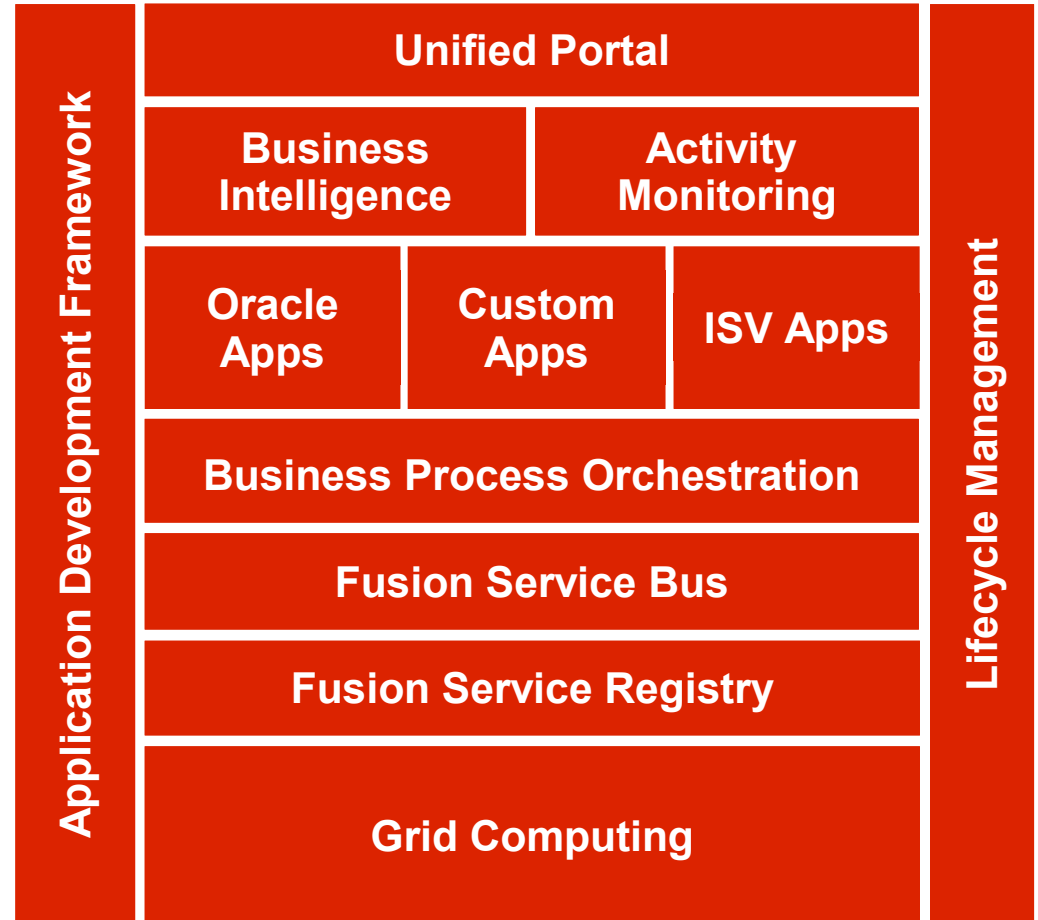 Application Development Framework
Unified Portal
Business
Intelligence
Activity
Monitoring
Oracle
Apps
Custom
Apps
ISV Apps
Business Process Orchestration
Fusion Service Bus
Fusion Service Registry
Grid Computing
Lifecycle Management